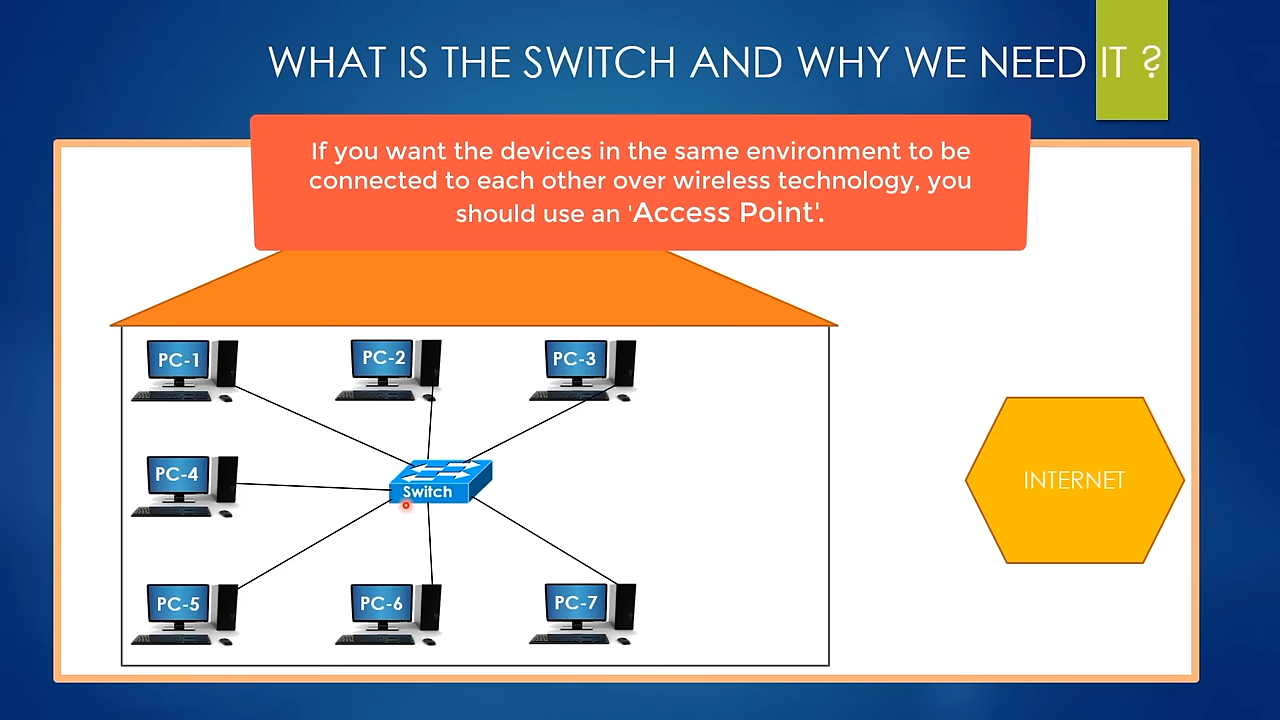 WHAT IS THE SWITCH AND WHY WE NEED IT ?
If you want the devices in the same environment to be
connected to each other over wireless technology, you
should use an 'Access Point'.
PC-1
PC-2
PC-3
PC-4
Switch
INTERNET
PC-5
PC-6
PC-7